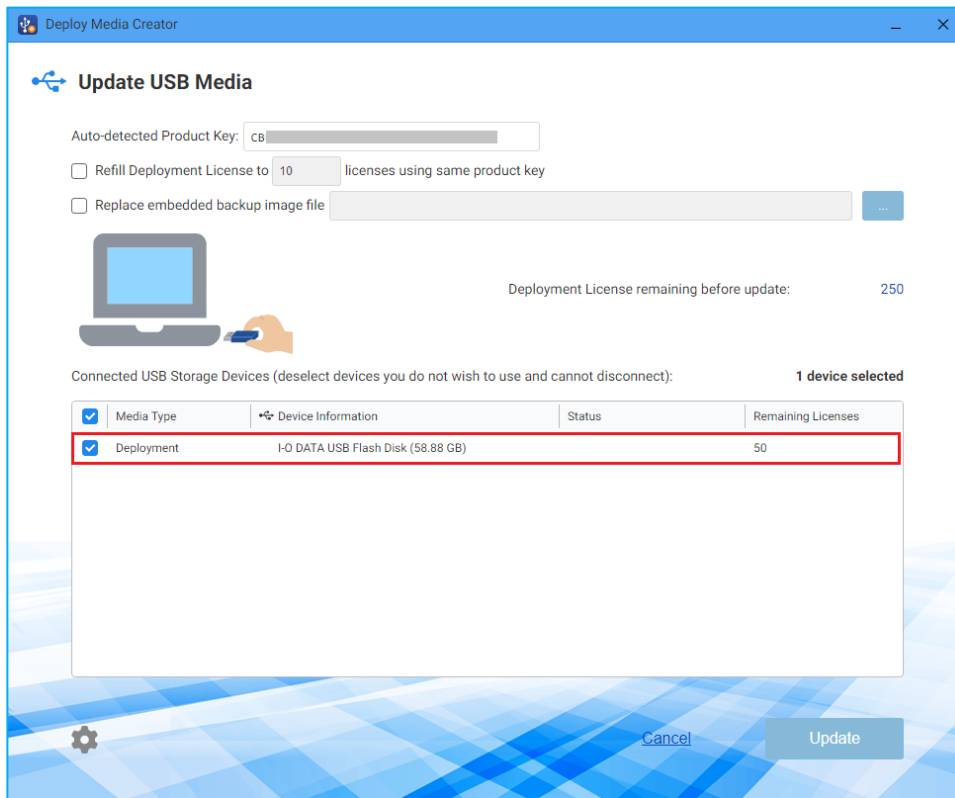 Deploy Media Creator
Update USB Media
Auto-detected Product Key: CB
Refill Deployment License to 10 licenses using same product key
Replace embedded backup image file ...
Deployment License remaining before update: 250
Connected USB Storage Devices (deselect devices you do not wish to use and cannot disconnect): 1 device selected
Media Type Device Information Status Remaining Licenses
Deployment I-O DATA USB Flash Disk (58.88 GB) 50
Cancel Update